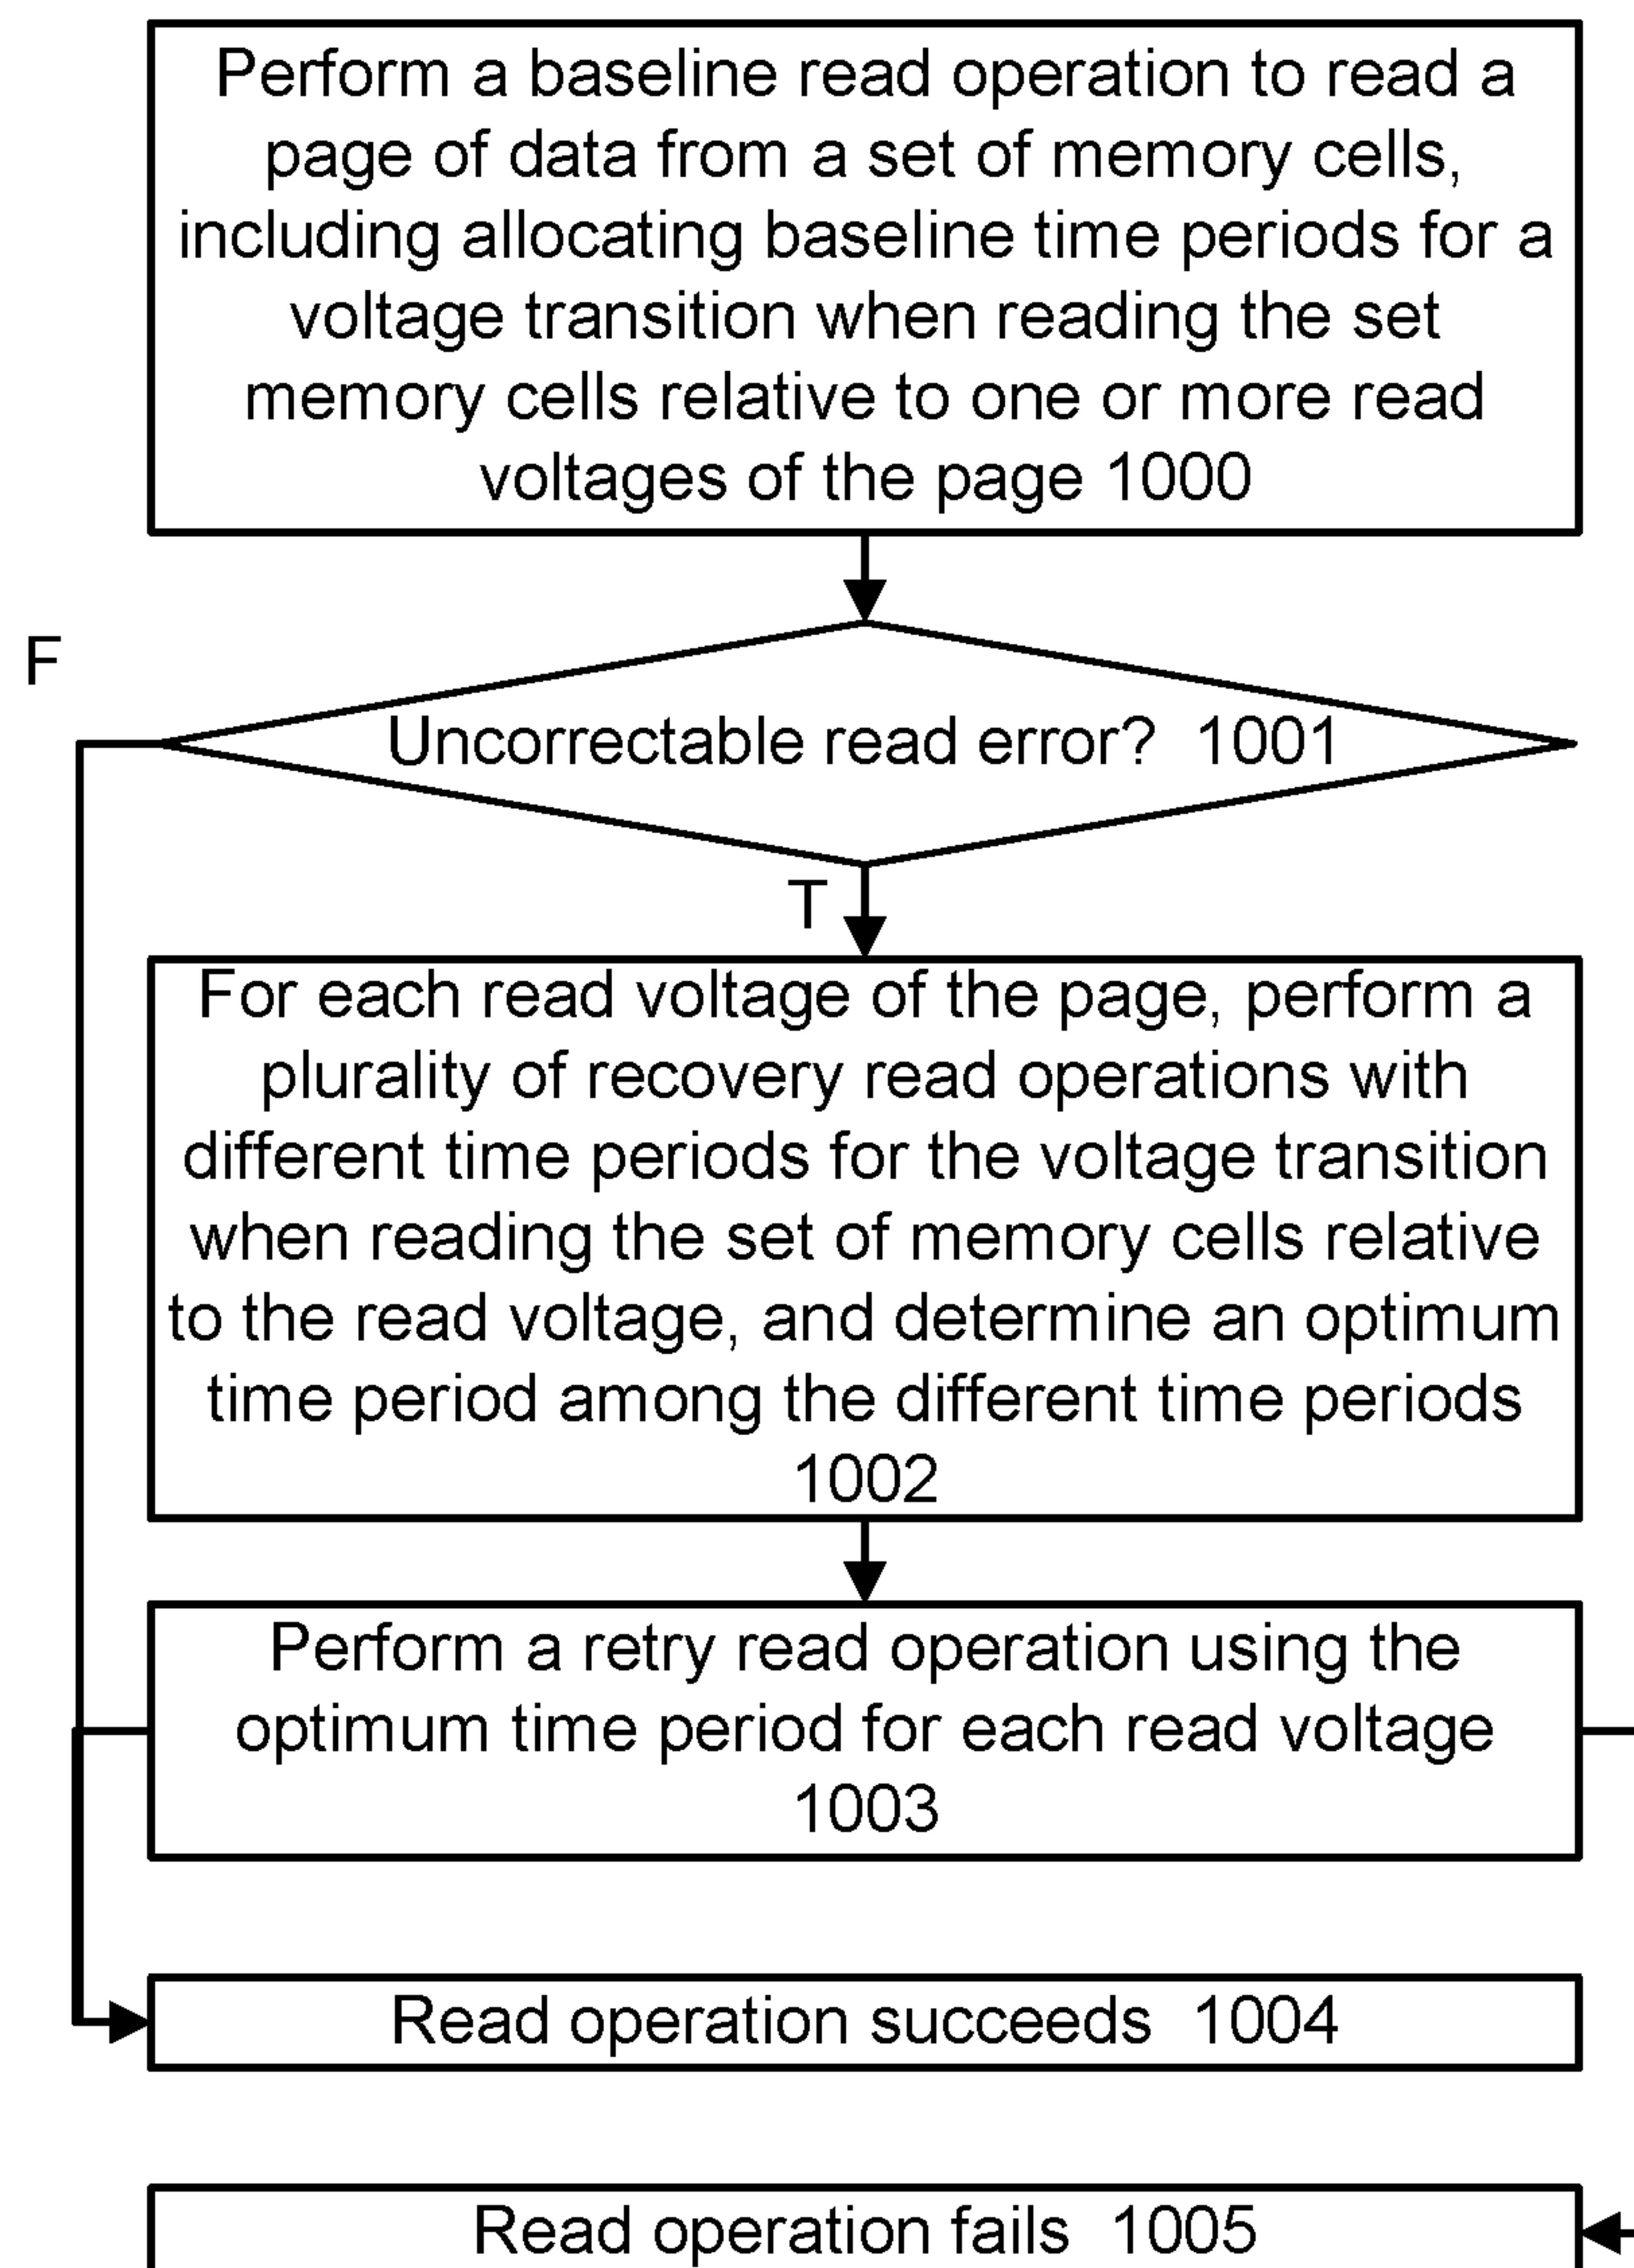 Perform a baseline read operation to read a
page of data from a set of memory cells,
including allocating baseline time periods for a
voltage transition when reading the set
memory cells relative to one or more read
voltages of the page 1000
F
Uncorrectable read error? 1001
T
For each read voltage of the page, perform a
plurality of recovery read operations with
different time periods for the voltage transition
when reading the set of memory cells relative
to the read voltage, and determine an optimum
time period among the different time periods
1002
Perform a retry read operation using the
optimum time period for each read voltage
1003
Read operation succeeds 1004
Read operation fails 1005